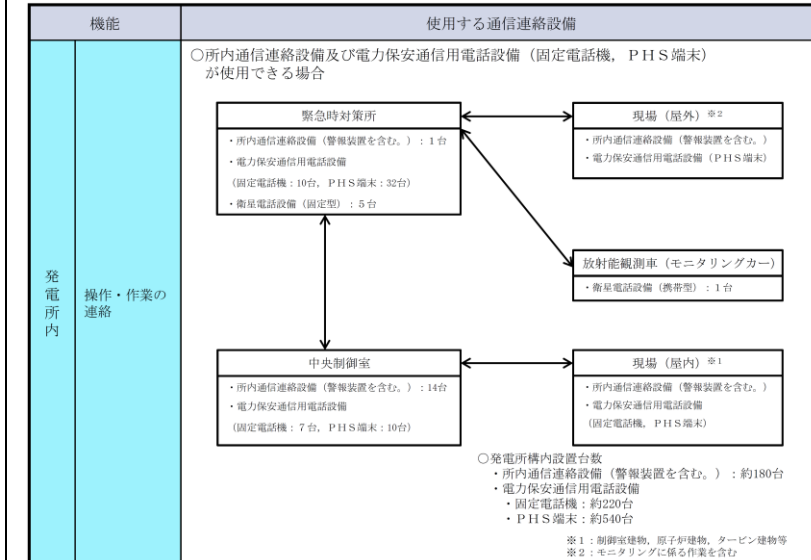 機能
使用する通信連絡設備
発電所内
操作・作業の
連絡
○所内通信連絡設備及び電力保安通信用電話設備（固定電話機，ＰＨＳ端末）
が使用できる場合
緊急時対策所
・所内通信連絡設備（警報装置を含む。）：１台
・電力保安通信用電話設備
（固定電話機：10台，ＰＨＳ端末：32台）
・衛星電話設備（固定型）：５台
現場（屋外）※2
・所内通信連絡設備（警報装置を含む。）
・電力保安通信用電話設備（ＰＨＳ端末）
放射能観測車（モニタリングカー）
・衛星電話設備（携帯型）：１台
中央制御室
・所内通信連絡設備（警報装置を含む。）：14台
・電力保安通信用電話設備
（固定電話機：７台，ＰＨＳ端末：10台）
現場（屋内）※1
・所内通信連絡設備（警報装置を含む。）
・電力保安通信用電話設備
（固定電話機，ＰＨＳ端末）
○発電所構内設置台数
・所内通信連絡設備（警報装置を含む。）：約180台
・電力保安通信用電話設備
・固定電話機：約220台
・ＰＨＳ端末：約540台
※１：制御室建物，原子炉建物，タービン建物等
※２：モニタリングに係る作業を含む